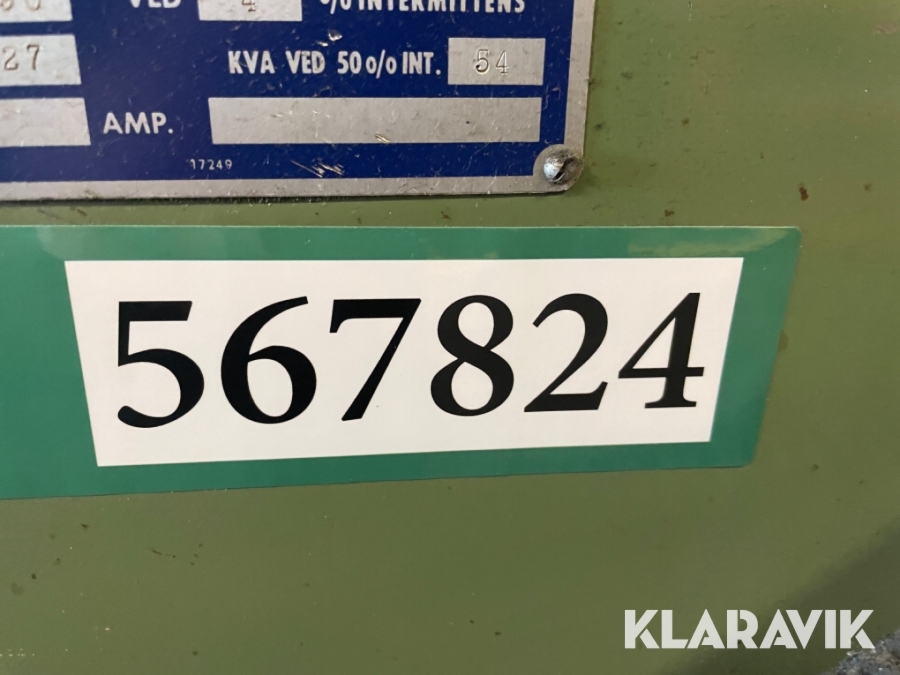 VED 4 % INTERMITTENS
27 KVA VED 50 o/o INT. 54
AMP.
17249
567824
KLARAVIK